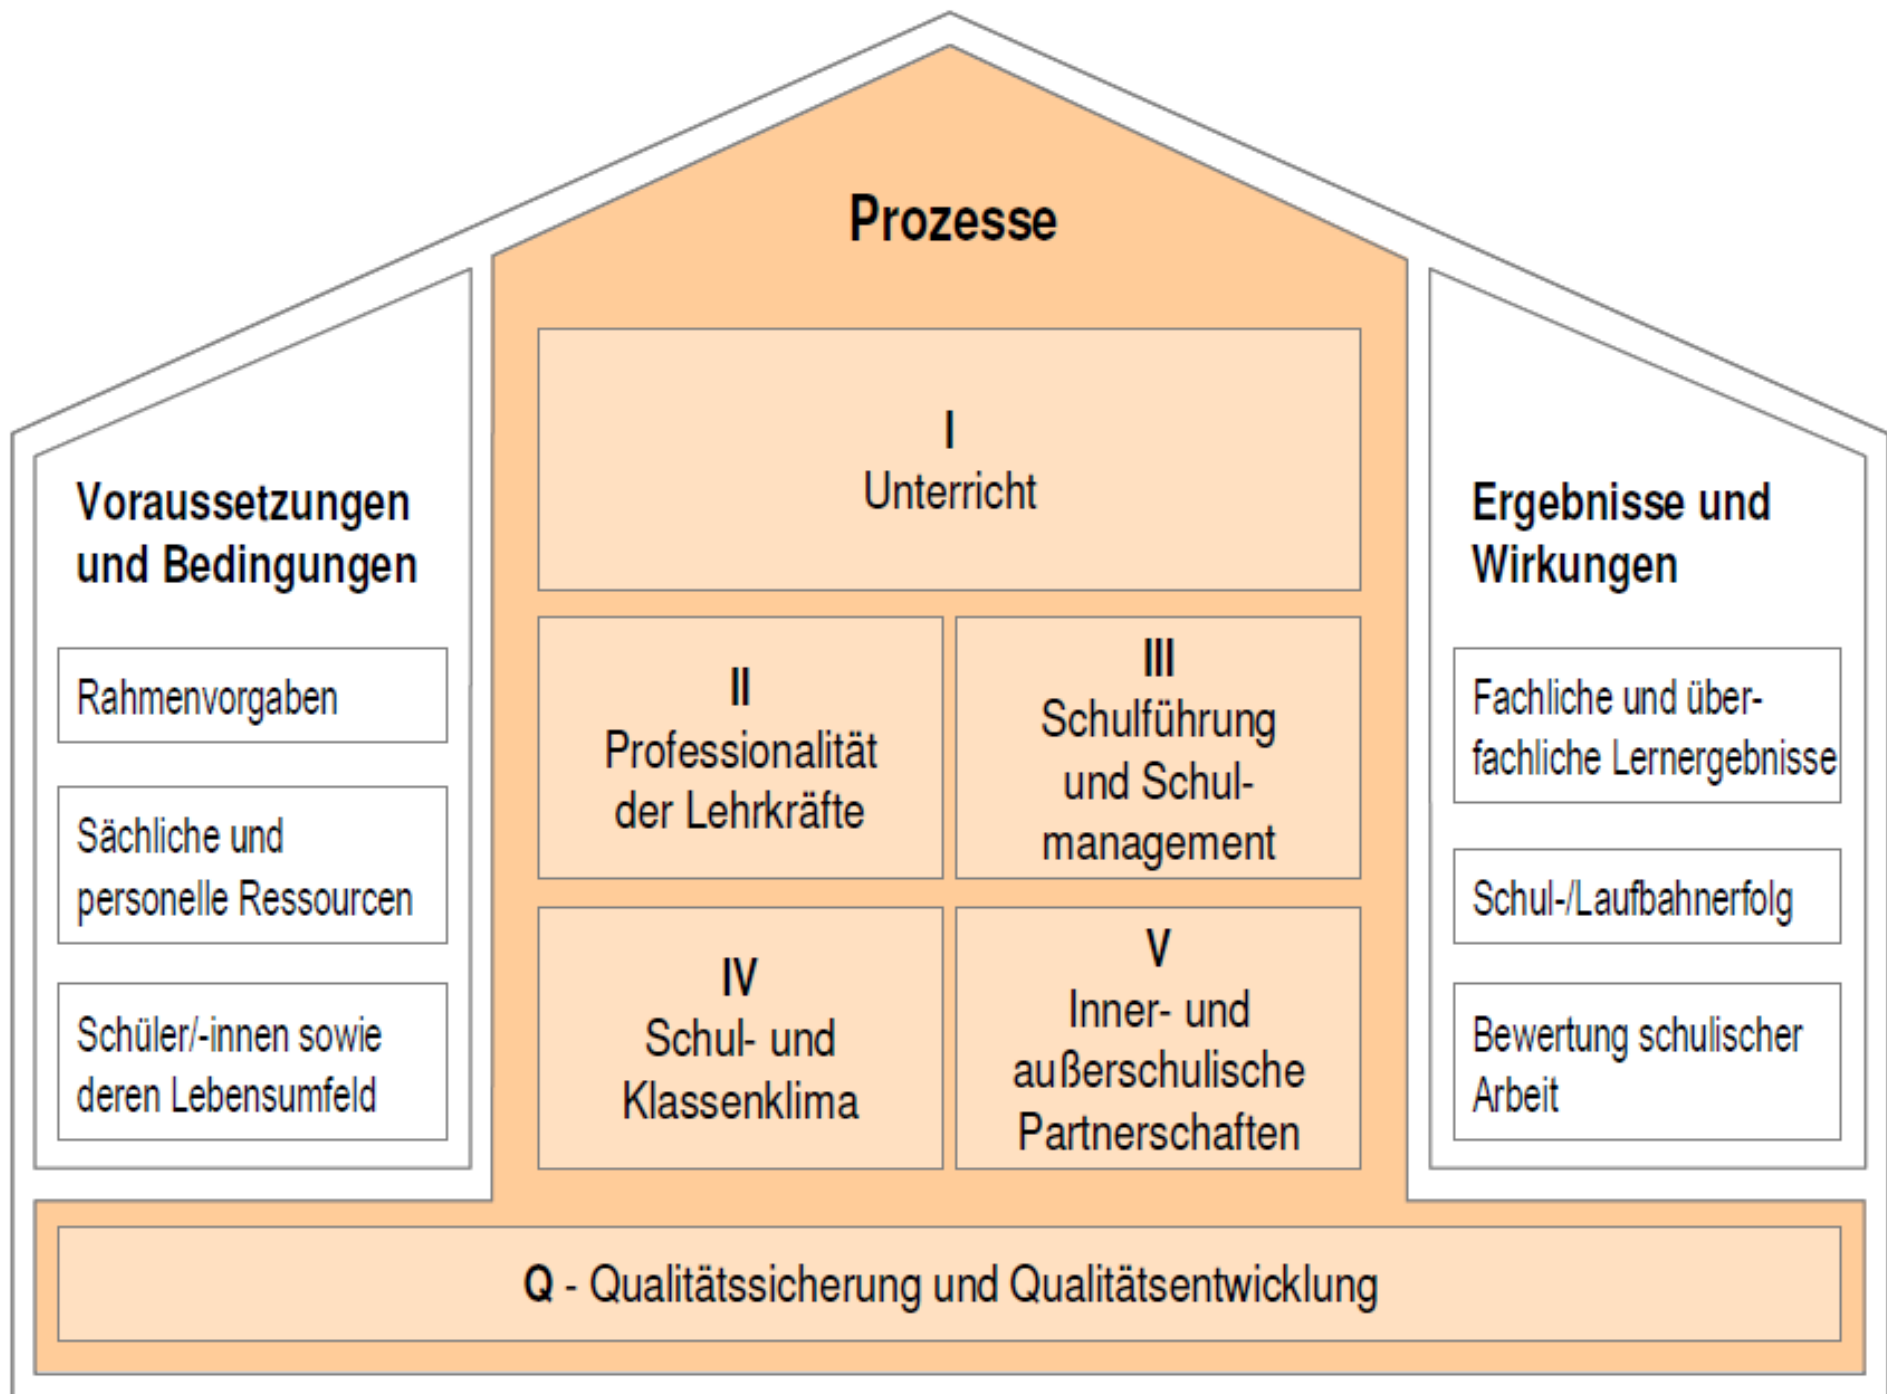 Prozesse
Voraussetzungen
und Bedingungen
Rahmenvorgaben
Sächliche und
personelle Ressourcen
Schüler/-innen sowie
deren Lebensumfeld
I
Unterricht
II
Professionalität
der Lehrkräfte
III
Schulführung
und Schul-
management
IV
Schul- und
Klassenklima
V
Inner- und
außerschulische
Partnerschaften
Ergebnisse und
Wirkungen
Fachliche und über-
fachliche Lernergebnisse
Schul-/Laufbahnerfolg
Bewertung schulischer
Arbeit
Q - Qualitätssicherung und Qualitätsentwicklung